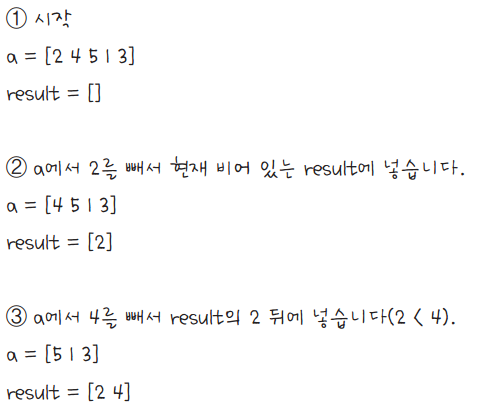 ① 시작
a = [2 4 5 1 3]
result = []
② a에서 2를 빼서 현재 비어 있는 result에 넣습니다.
a = [4 5 1 3]
result = [2]
③ a에서 4를 빼서 result의 2 뒤에 넣습니다(2 < 4).
a = [5 1 3]
result = [2 4]